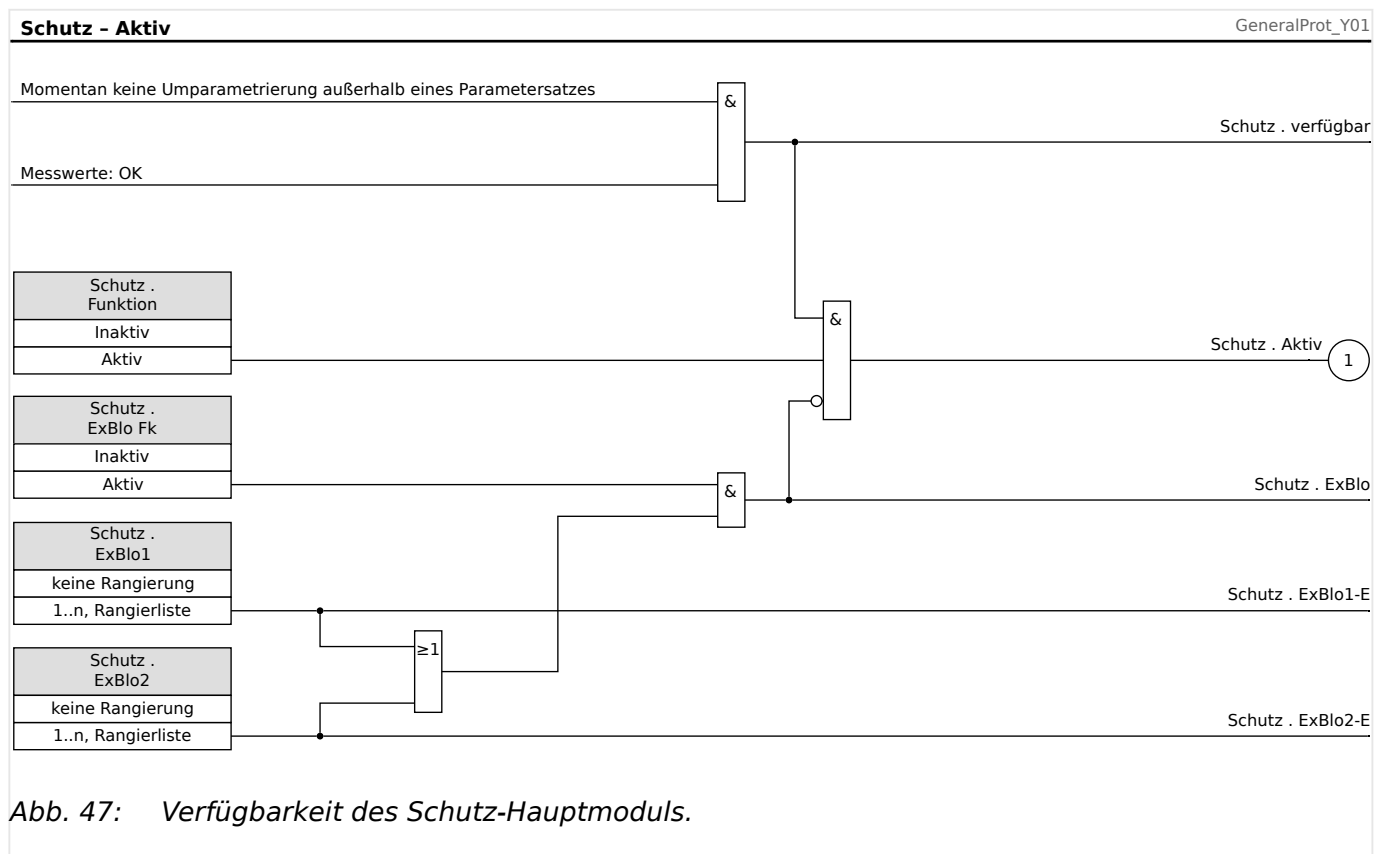 Schutz – Aktiv
GeneralProt_Y01
Momentan keine Umparametrierung außerhalb eines Parametersatzes
&
Schutz . verfügbar
Messwerte: OK
Schutz .
Funktion
Inaktiv
Aktiv
&
Schutz . Aktiv
1
Schutz .
ExBlo Fk
Inaktiv
Aktiv
&
Schutz . ExBlo
Schutz .
ExBlo1
keine Rangierung
1..n, Rangierliste
Schutz . ExBlo1-E
≥1
Schutz .
ExBlo2
keine Rangierung
1..n, Rangierliste
Schutz . ExBlo2-E
Abb. 47: Verfügbarkeit des Schutz-Hauptmoduls.